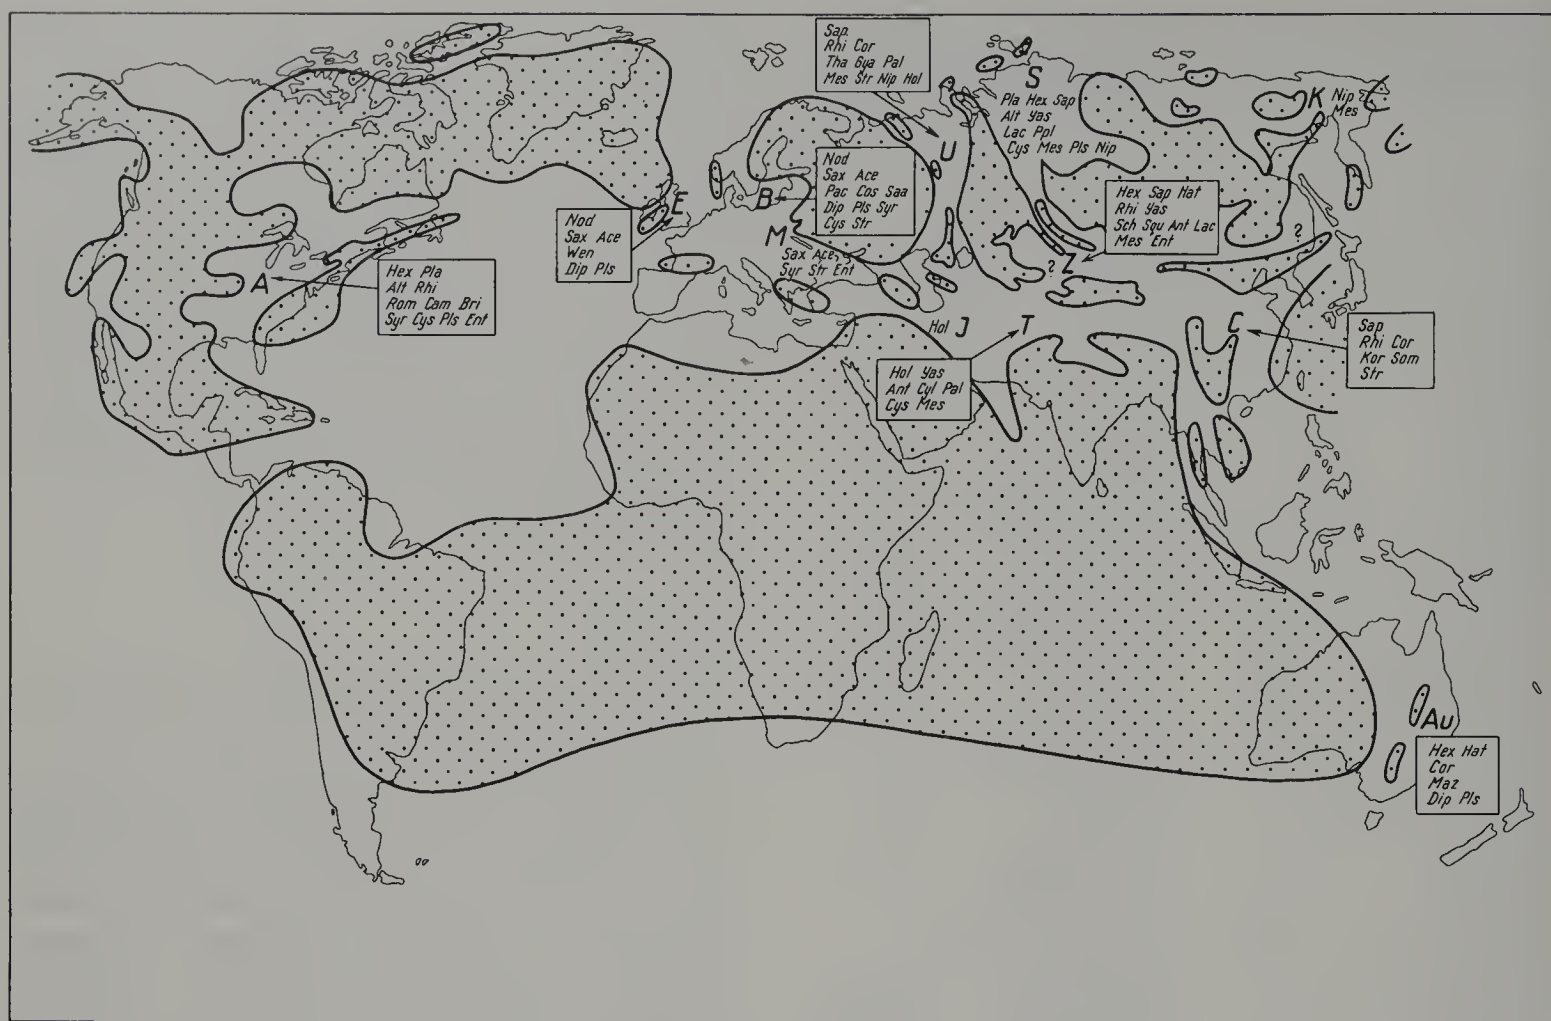 Sap
Rhi Cor
Tha Gya Pal
Mes Str Nip Hol
S
Pla Hex Sap
Alt Yas
Lac Ppl
Cys Mes Pls Nip
K
Nip ?
Mes
U
Nod
Sax Ace
Pac Cos Saa
Dip Pls Syr
Cys Str
B
E
Nod
Sax Ace
Wen
Dip Pls
M
Sax Ace
Syr Str Ent
Hex Sap Hat
Rhi Yas
Sch Squ Ant Lac
Mes Ent
?
?
Z
A
Hex Pla
Alt Rhi
Rom Cam Bri
Syr Cys Pls Ent
Hol J
T
C
Sap
Rhi Cor
Kor Som
Str
Hol Yas
Ant Cyl Pal
Cys Mes
Au
Hex Hat
Cor
Maz
Dip Pls